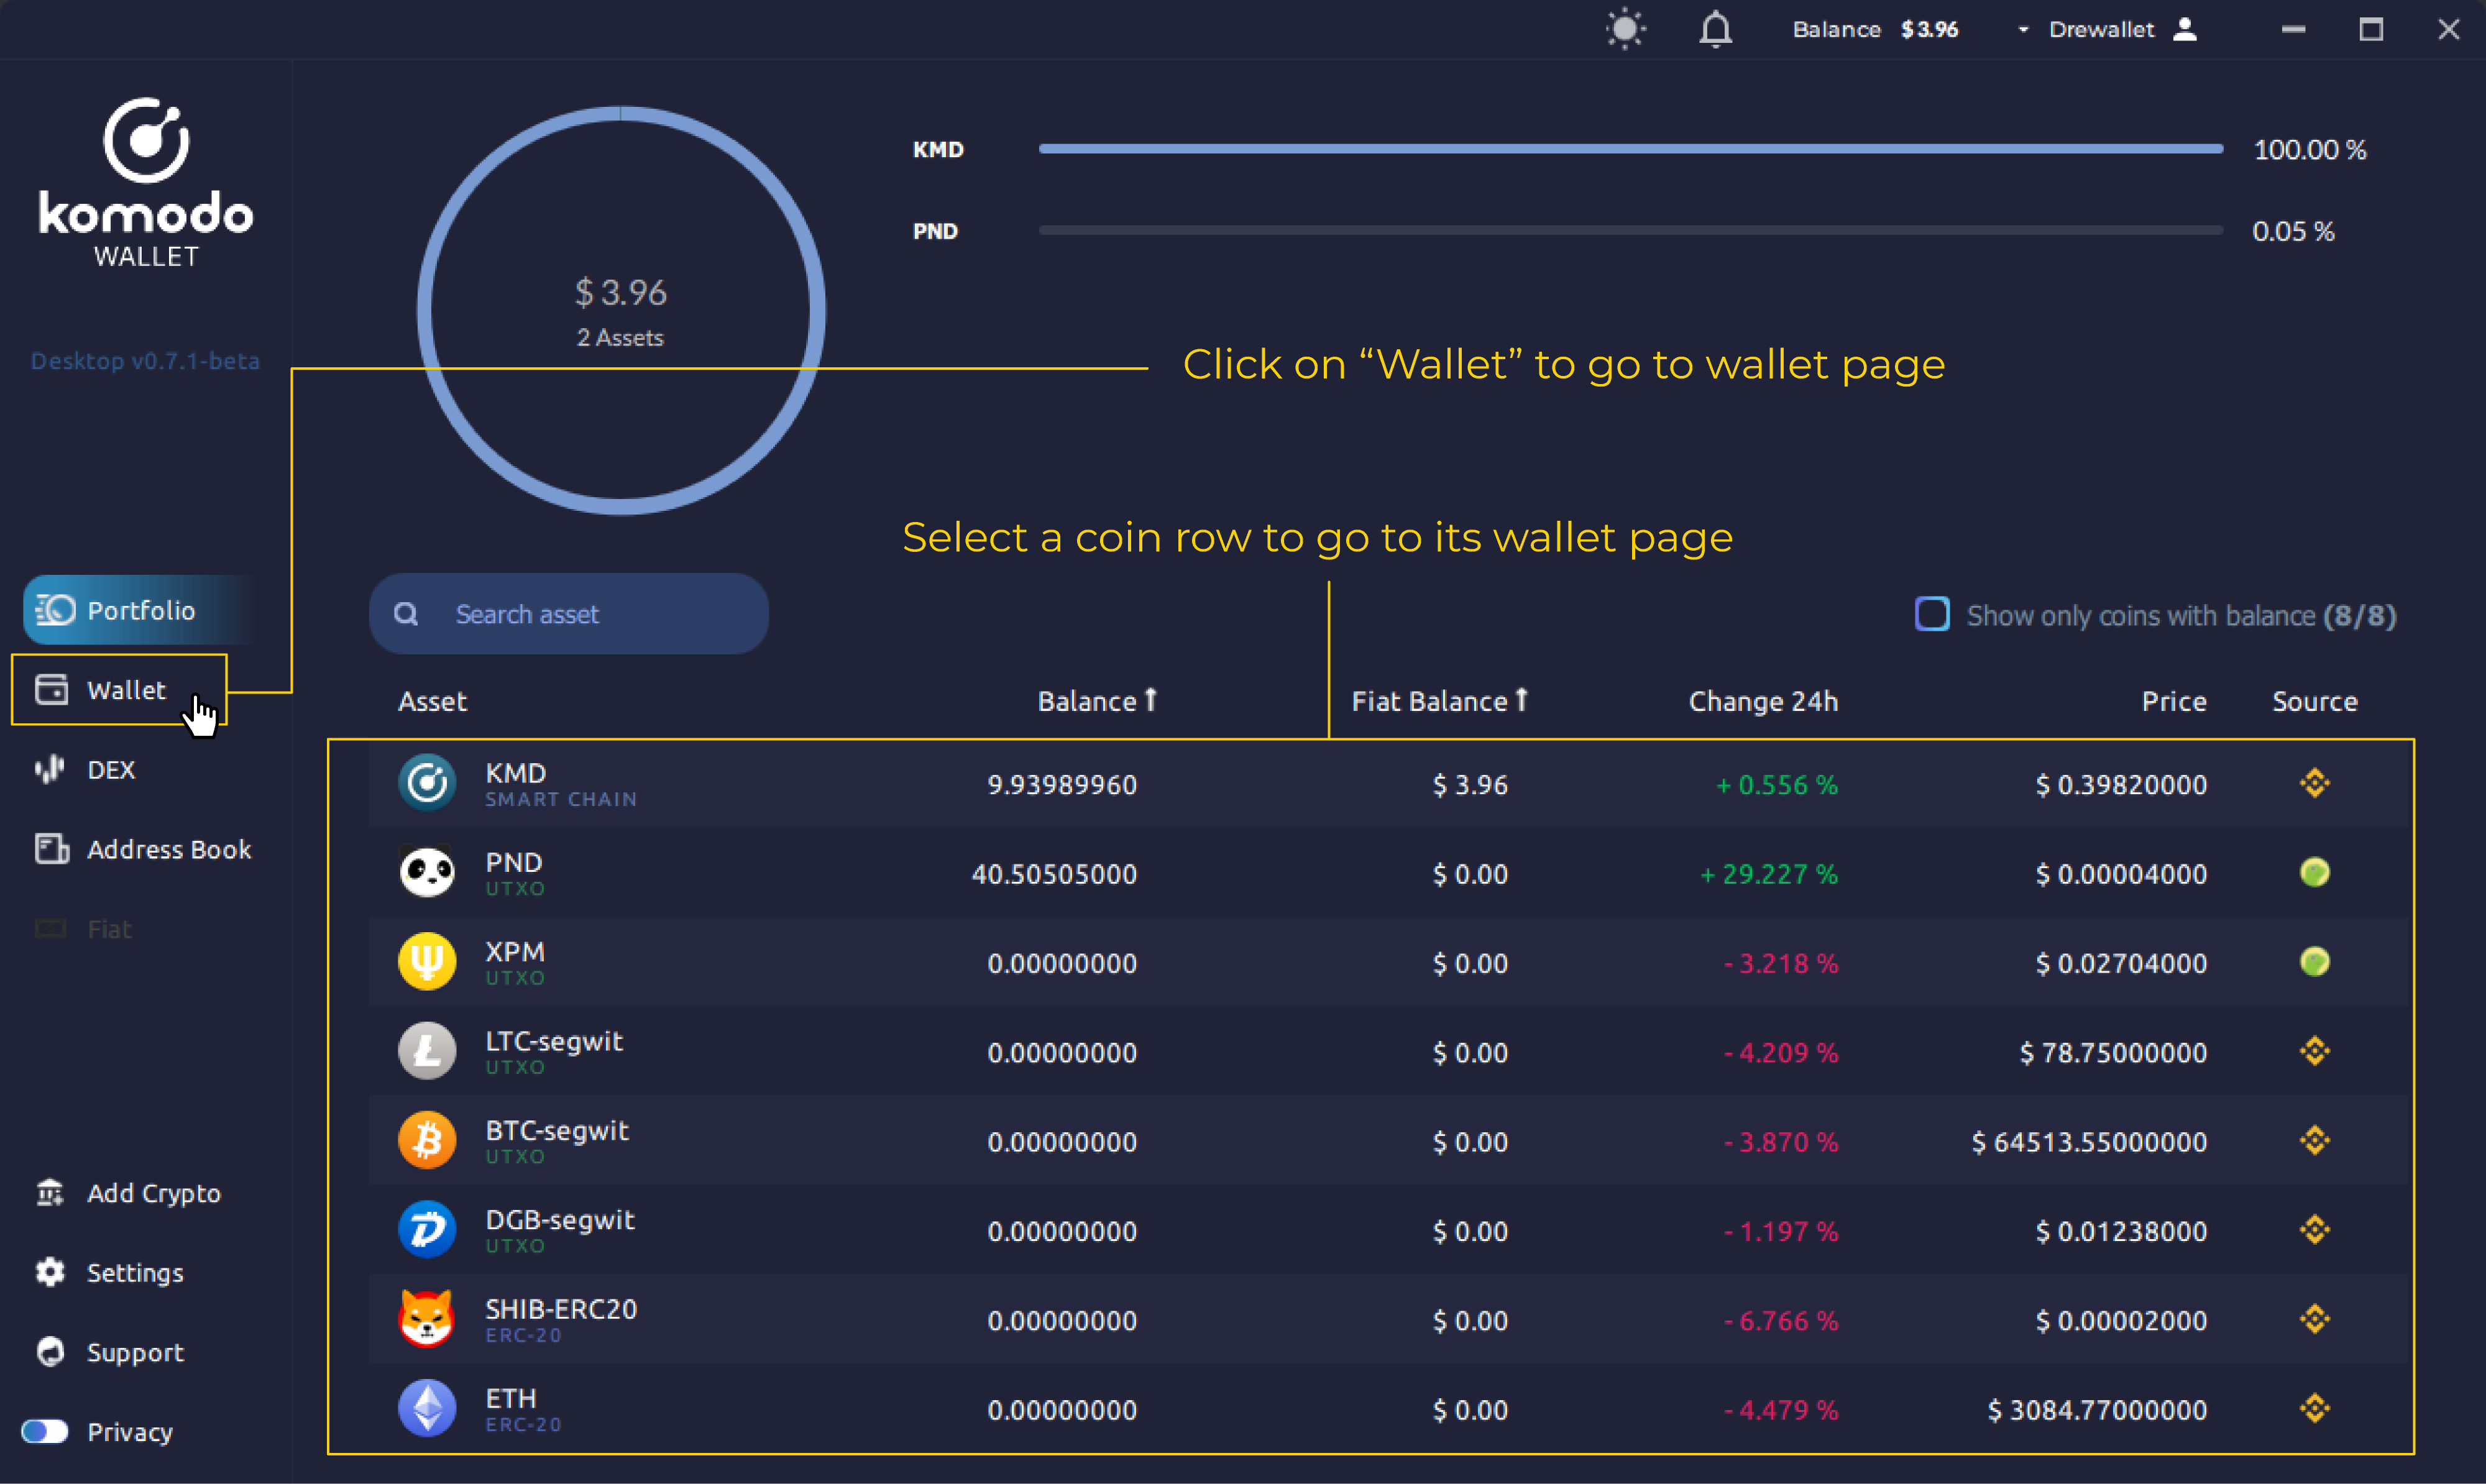 Balance $3.96 Drewallet
komodo
WALLET
Desktop v0.7.1-beta
KMD 100.00 %
PND 0.05 %
$ 3.96
2 Assets
Click on “Wallet” to go to wallet page
Select a coin row to go to its wallet page
Portfolio
Wallet
DEX
Address Book
Fiat
Add Crypto
Settings
Support
Privacy
Search asset
Show only coins with balance (8/8)
Asset Balance↑ Fiat Balance↑ Change 24h Price Source
KMD
SMART CHAIN
9.93989960 $ 3.96 + 0.556 % $ 0.39820000
PND
UTXO
40.50505000 $ 0.00 + 29.227 % $ 0.00004000
XPM
UTXO
0.00000000 $ 0.00 - 3.218 % $ 0.02704000
LTC-segwit
UTXO
0.00000000 $ 0.00 - 4.209 % $ 78.75000000
BTC-segwit
UTXO
0.00000000 $ 0.00 - 3.870 % $ 64513.55000000
DGB-segwit
UTXO
0.00000000 $ 0.00 - 1.197 % $ 0.01238000
SHIB-ERC20
ERC-20
0.00000000 $ 0.00 - 6.766 % $ 0.00002000
ETH
ERC-20
0.00000000 $ 0.00 - 4.479 % $ 3084.77000000